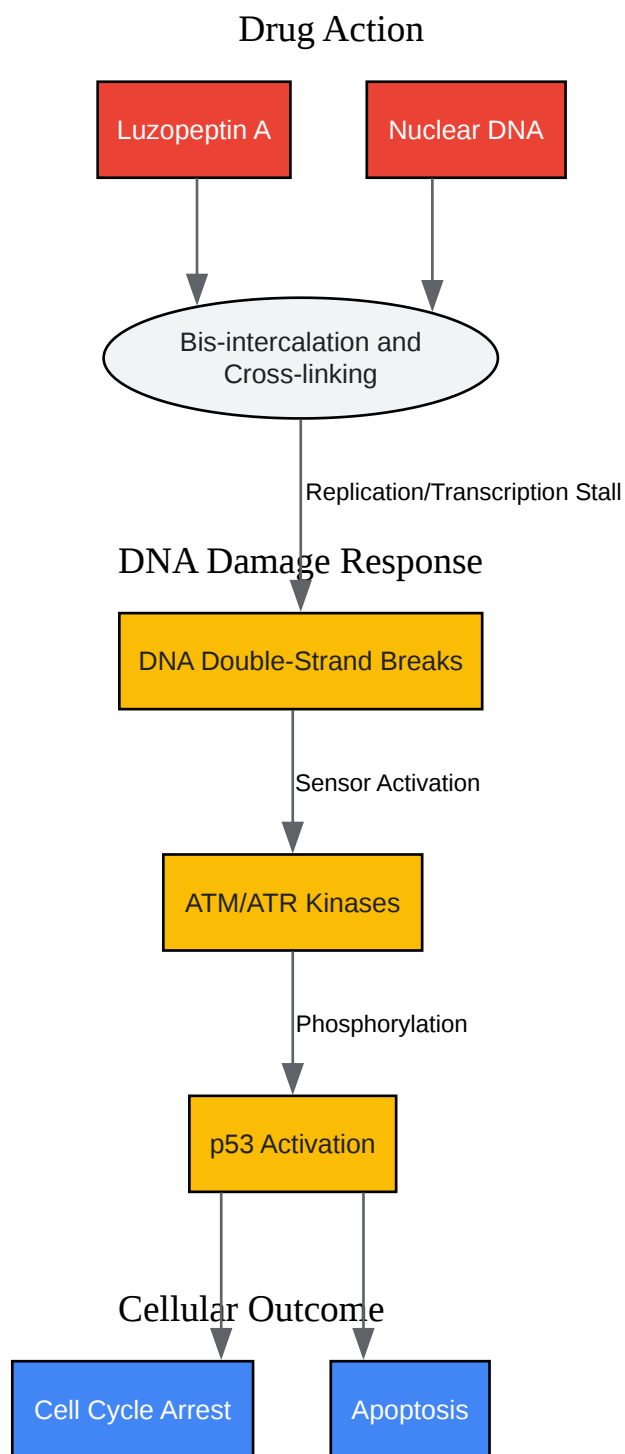 Drug Action
Luzopeptin A
Nuclear DNA
Bis-intercalation and
Cross-linking
Replication/Transcription Stall
DNA Damage Response
DNA Double-Strand Breaks
Sensor Activation
ATM/ATR Kinases
Phosphorylation
p53 Activation
Cellular Outcome
Cell Cycle Arrest
Apoptosis